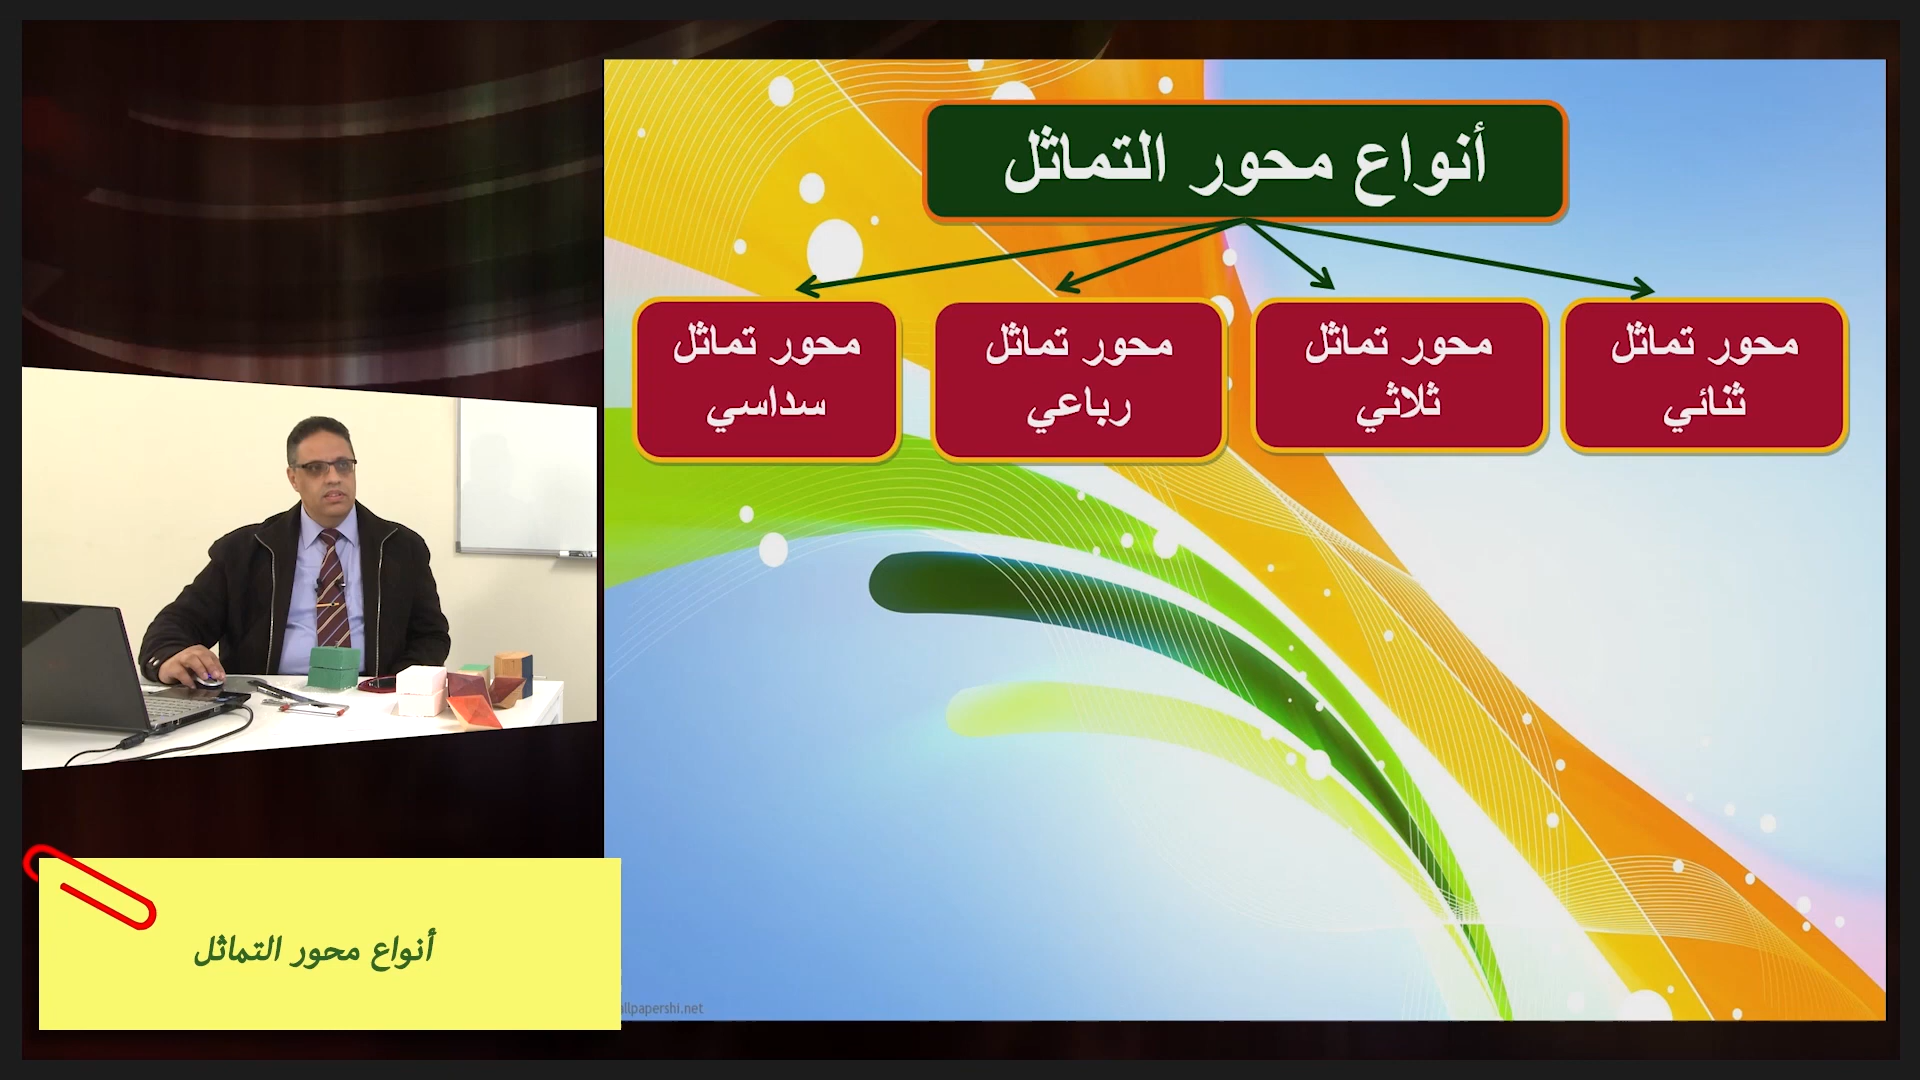 أنواع محور التماثل
محور تماثل
ثنائي
محور تماثل
ثلاثي
محور تماثل
رباعي
محور تماثل
سداسي
أنواع محور التماثل
llpapershi.net